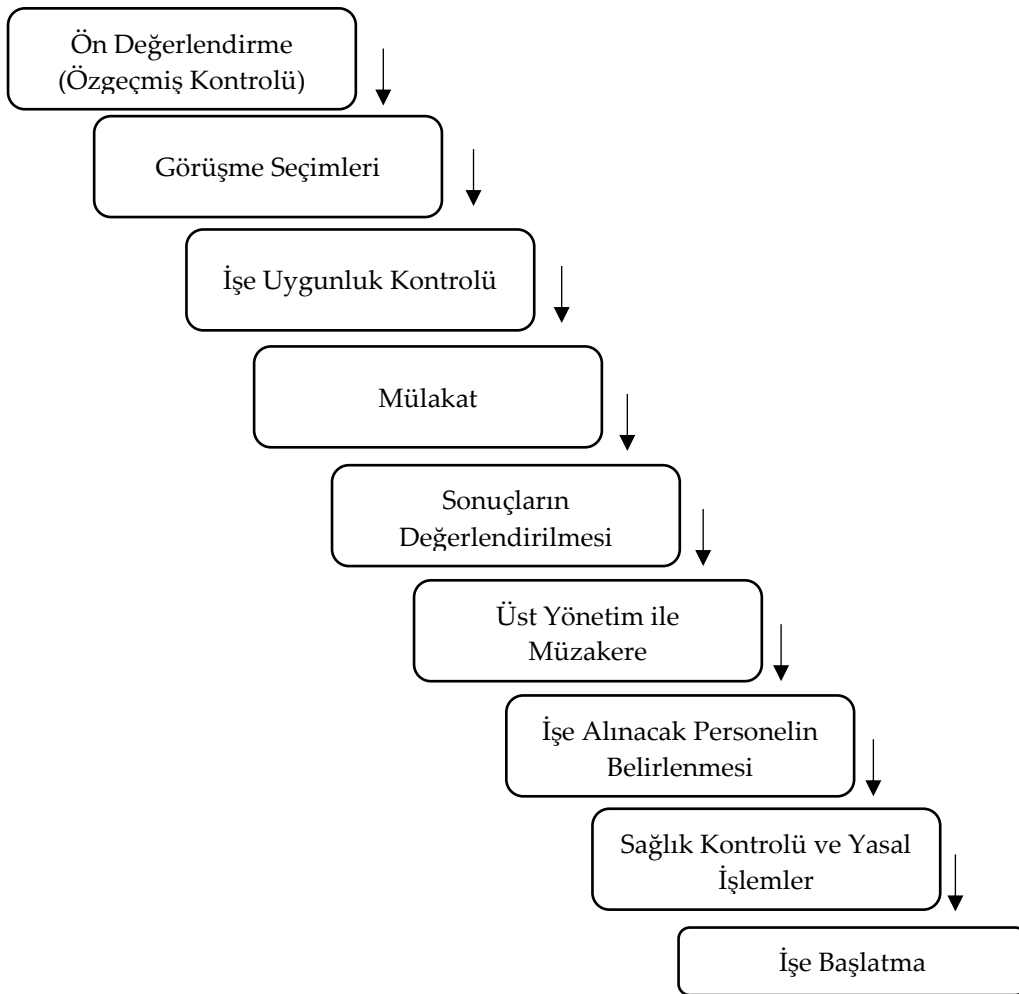 Ön Değerlendirme
(Özgeçmiş Kontrolü)
Görüşme Seçimleri
İşe Uygunluk Kontrolü
Mülakat
Sonuçların
Değerlendirilmesi
Üst Yönetim ile
Müzakere
İşe Alınacak Personelin
Belirlenmesi
Sağlık Kontrolü ve Yasal
İşlemler
İşe Başlatma